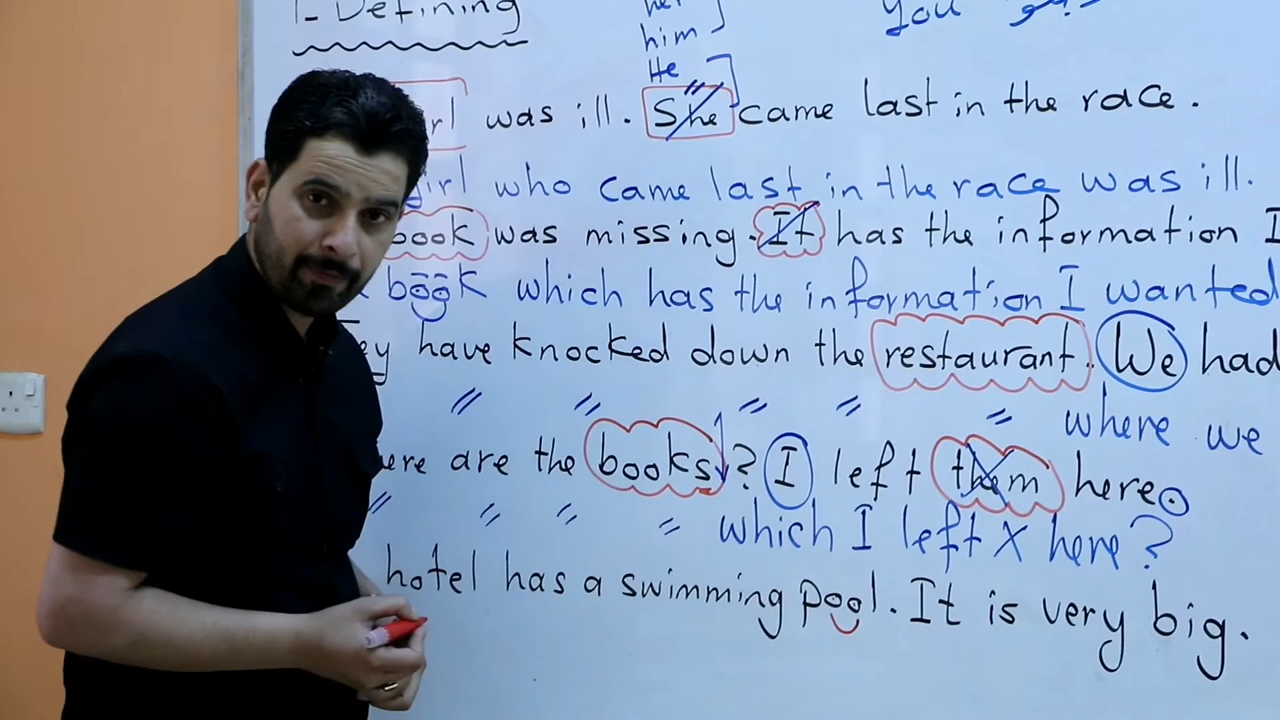 1- Defining
her
him
He
You
was ill. She came last in the race.
girl who came last in the race was ill.
book was missing. It has the information I
book which has the information I wanted
have knocked down the restaurant. We had
where we
are the books? I left them here.
which I left X here?
hotel has a swimming pool. It is very big.